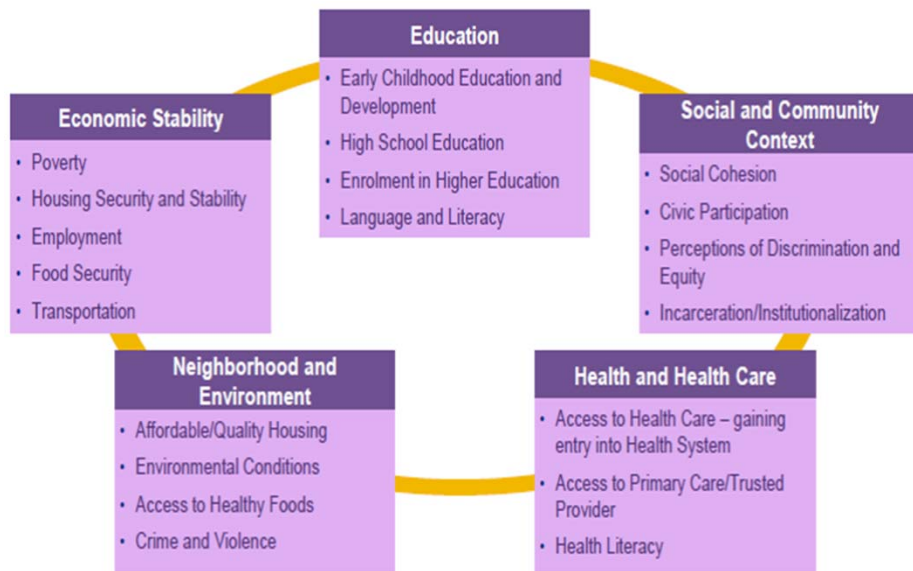 Education
• Early Childhood Education and
Development
• High School Education
• Enrolment in Higher Education
• Language and Literacy
Economic Stability
• Poverty
• Housing Security and Stability
• Employment
• Food Security
• Transportation
Social and Community
Context
• Social Cohesion
• Civic Participation
• Perceptions of Discrimination and
Equity
• Incarceration/Institutionalization
Neighborhood and
Environment
• Affordable/Quality Housing
• Environmental Conditions
• Access to Healthy Foods
• Crime and Violence
Health and Health Care
• Access to Health Care – gaining
entry into Health System
• Access to Primary Care/Trusted
Provider
• Health Literacy